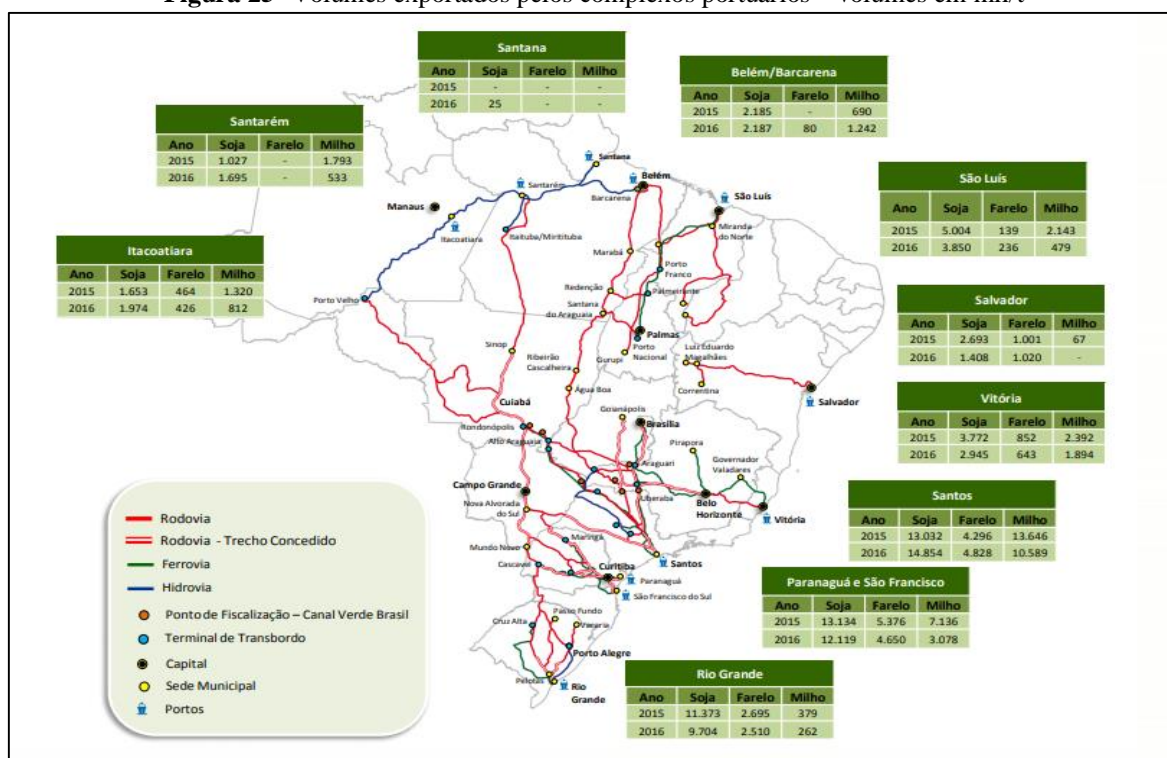 Figura 23 - Volumes exportados pelos complexos portuários – Volumes em mil/t
Santana
Ano Soja Farelo Milho
2015 - - -
2016 25 - -
Belém/Barcarena
Ano Soja Farelo Milho
2015 2.185 - 690
2016 2.187 80 1.242
Santarém
Ano Soja Farelo Milho
2015 1.027 - 1.793
2016 1.695 - 533
São Luís
Ano Soja Farelo Milho
2015 5.004 139 2.143
2016 3.850 236 479
Itacoatiara
Ano Soja Farelo Milho
2015 1.653 464 1.320
2016 1.974 426 812
Salvador
Ano Soja Farelo Milho
2015 2.693 1.001 67
2016 1.408 1.020 -
Vitória
Ano Soja Farelo Milho
2015 3.772 852 2.392
2016 2.945 643 1.894
Santos
Ano Soja Farelo Milho
2015 13.032 4.296 13.646
2016 14.854 4.828 10.589
Paranaguá e São Francisco
Ano Soja Farelo Milho
2015 13.134 5.376 7.136
2016 12.119 4.650 3.078
Rio Grande
Ano Soja Farelo Milho
2015 11.373 2.695 379
2016 9.704 2.510 262
Santana
Santarém
Belém
Barcarena
São Luís
Manaus
Itacoatiara
Itaituba/Miritituba
Miranda
do Norte
Marabá
Porto
Franco
Porto Velho
Redenção
Palmeirante
Santana
do Araguaia
Palmas
Porto
Nacional
Gurupi
Luiz Eduardo
Magalhães
Sinop
Ribeirão
Cascalheira
Correntina
Salvador
Água Boa
Cuiabá
Goianápolis
Brasília
Rondonópolis
Alto Araguaia
Pirapora
Governador
Valadares
Araguari
Campo Grande
Uberaba
Belo
Horizonte
Vitória
Nova Alvorada
do Sul
Maringá
Mundo Novo
Santos
Cascavel
Curitiba
Paranaguá
São Francisco do Sul
Passo Fundo
Cruz Alta
Vacaria
Porto Alegre
Pelotas
Rio
Grande
Rodovia
Rodovia - Trecho Concedido
Ferrovia
Hidrovia
Ponto de Fiscalização – Canal Verde Brasil
Terminal de Transbordo
Capital
Sede Municipal
Portos